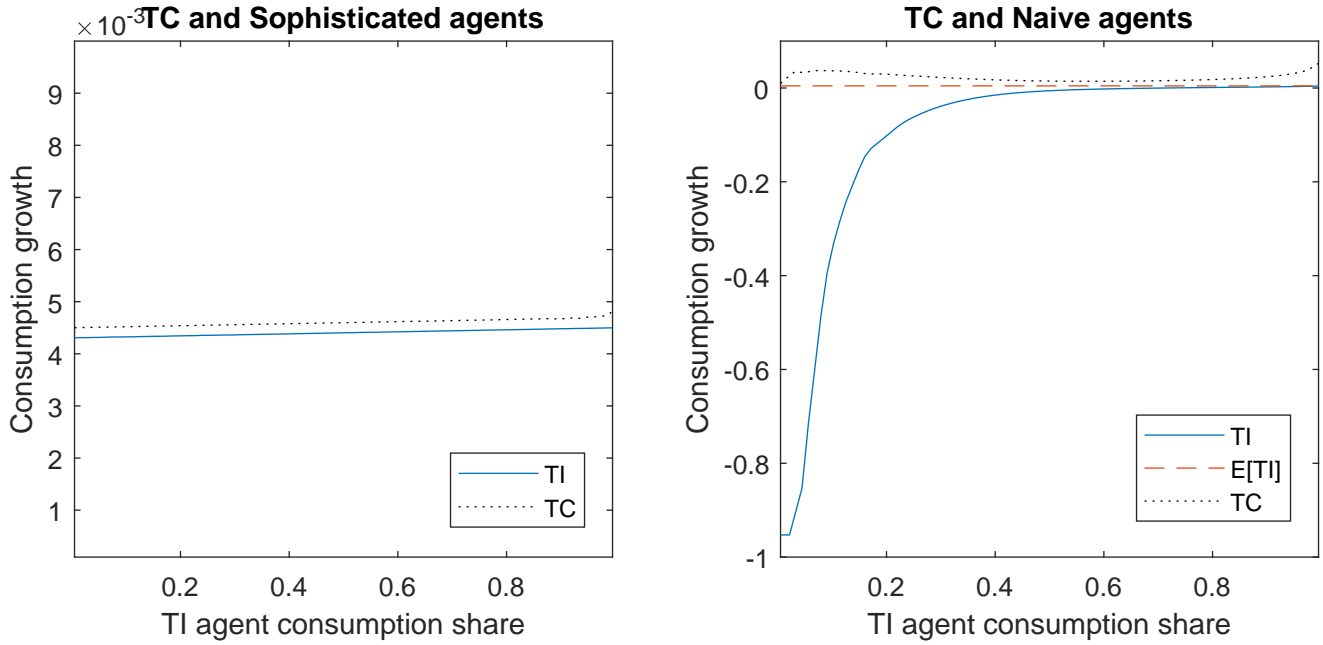 ×10-3
TC and Sophisticated agents
9
8
7
6
5
4
3
2
1
Consumption growth
0.2 0.4 0.6 0.8
TI agent consumption share
TI
TC
TC and Naive agents
0
-0.2
-0.4
-0.6
-0.8
-1
Consumption growth
0.2 0.4 0.6 0.8
TI agent consumption share
TI
E[TI]
TC